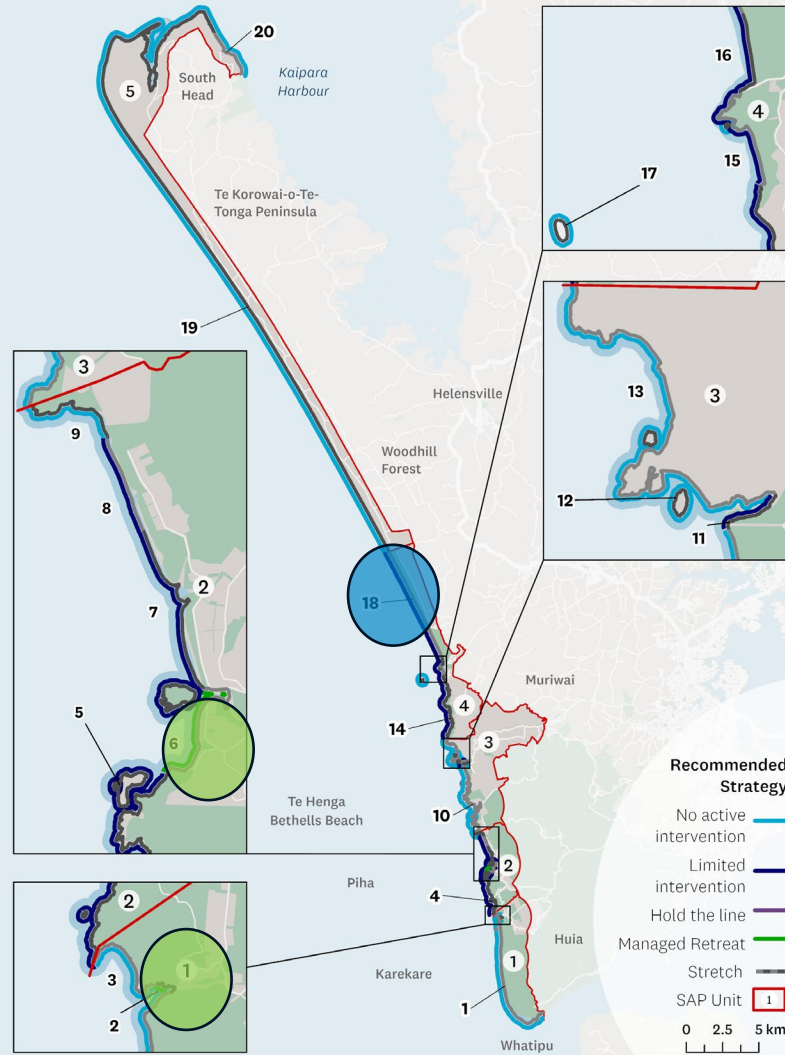 20
Kaipara
Harbour
5
South
Head
16
4
15
17
Te Korowai-o-Te-
Tonga Peninsula
19
3
13
12
11
Helensville
Woodhill
Forest
3
9
8
2
7
5
6
18
Muriwai
4
14
3
10
Te Henga
Bethells Beach
2
Piha
4
Huia
1
Karekare
1
Whatipu
2
1
3
2
Recommended
Strategy
No active
intervention
Limited
intervention
Hold the line
Managed Retreat
Stretch
SAP Unit 1
0 2.5 5 km